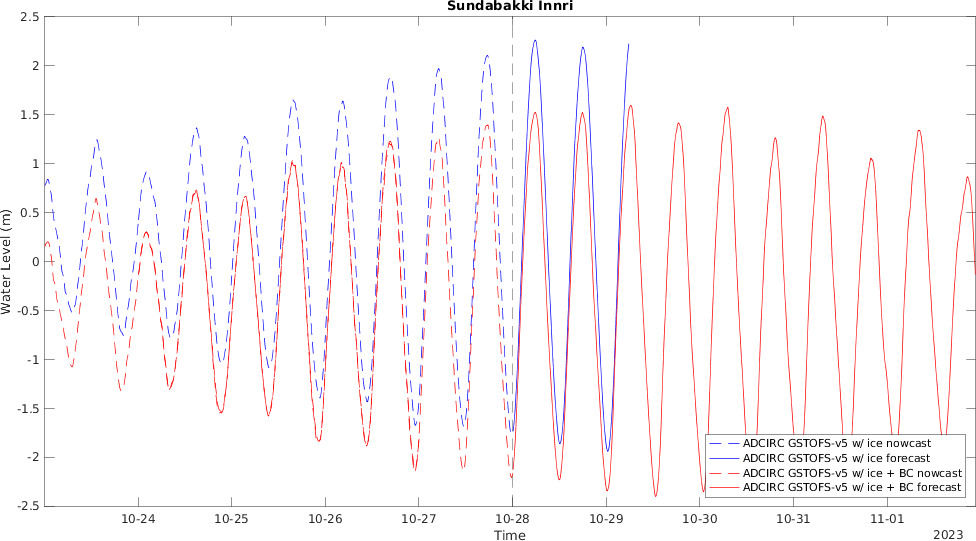 Sundabakki Innri
2.5
2
1.5
1
0.5
0
-0.5
-1
-1.5
-2
-2.5
Water Level (m)
10-24 10-25 10-26 10-27 10-28 10-29 10-30 10-31 11-01
Time
2023
ADCIRC GSTOFS-v5 w/ ice nowcast
ADCIRC GSTOFS-v5 w/ ice forecast
ADCIRC GSTOFS-v5 w/ ice + BC nowcast
ADCIRC GSTOFS-v5 w/ ice + BC forecast